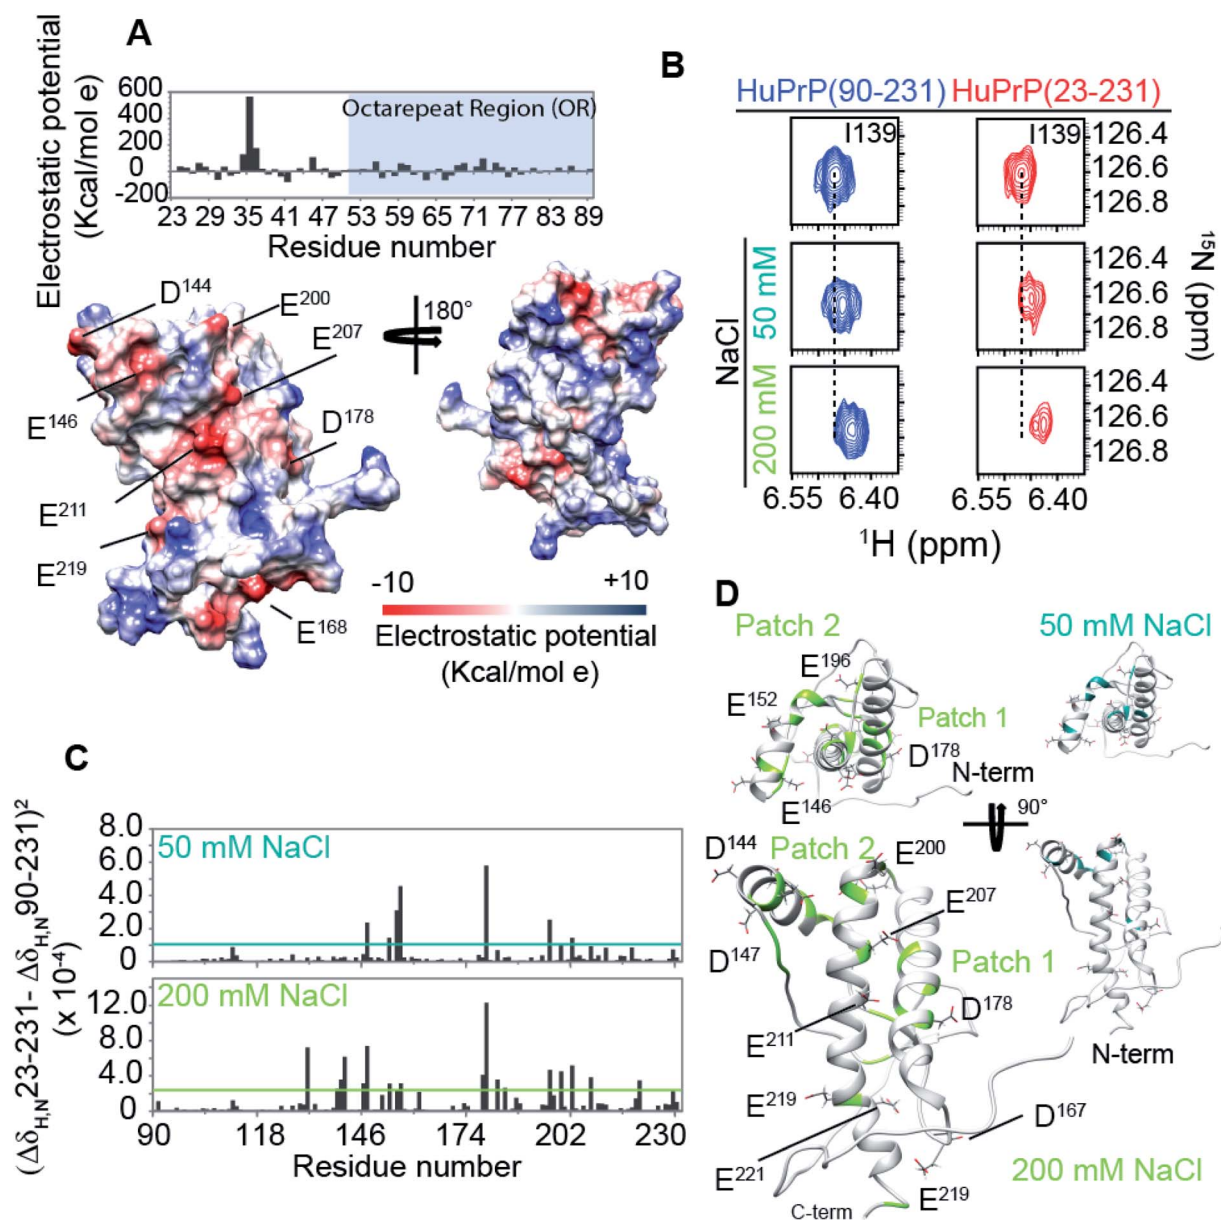 A
Electrostatic potential
(Kcal/mol e)
600
400
200
0
-200
Octarepeat Region (OR)
23 29 35 41 47 53 59 65 71 77 83 89
Residue number
D144
E200
E207
E146
D178
E211
E219
E168
180°
-10 +10
Electrostatic potential
(Kcal/mol e)
B
HuPrP(90-231) HuPrP(23-231)
I139 I139
126.4
126.6
126.8
NaCl
50 mM
126.4
126.6
126.8
200 mM
126.4
126.6
126.8
15N (ppm)
6.55 6.40 6.55 6.40
1H (ppm)
C
(ΔδH,N23-231- ΔδH,N90-231)2
(x 10-4)
8.0
6.0
4.0
2.0
0
50 mM NaCl
12.0
8.0
4.0
0
200 mM NaCl
90 118 146 174 202 230
Residue number
D
Patch 2
50 mM NaCl
E196
E152
Patch 1
D178
N-term
E146
90°
D144
Patch 2
E200
E207
D147
Patch 1
D178
E211
N-term
E219
D167
E221
E219
200 mM NaCl
C-term